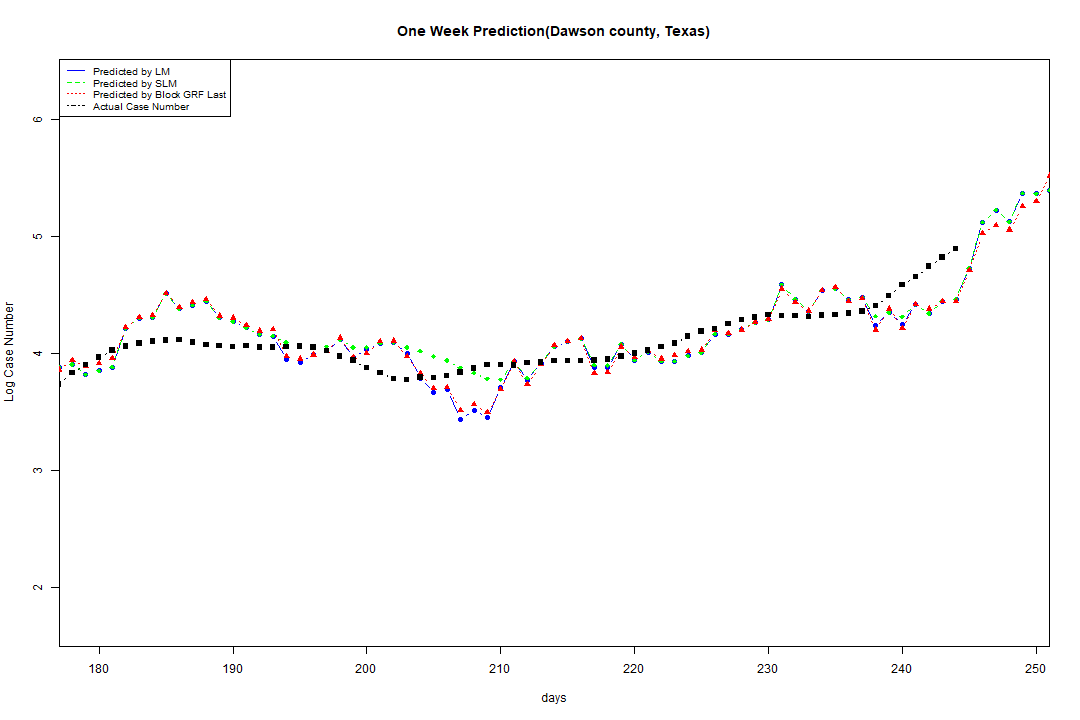 One Week Prediction(Dawson county, Texas)
Predicted by LM
Predicted by SLM
Predicted by Block GRF Last
Actual Case Number
6
5
4
3
2
Log Case Number
180 190 200 210 220 230 240 250
days